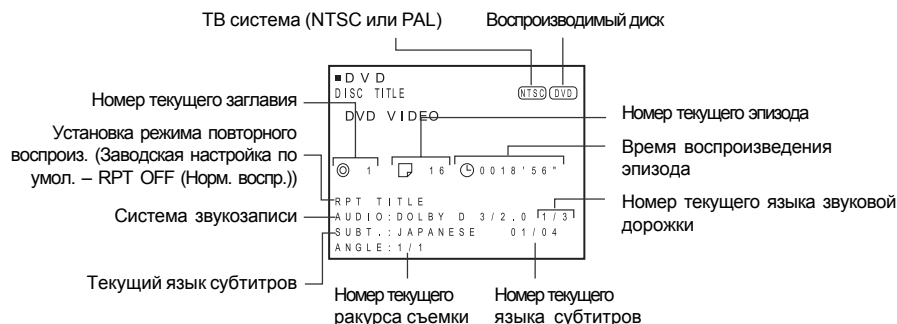 ТВ система (NTSC или PAL)
Воспроизводимый диск
■DVD
DISC TITLE
NTSC DVD
DVD VIDEO
1 16 0018'56"
RPT TITLE
AUDIO:DOLBY D 3/2.0 1/3
SUBT.:JAPANESE 01/04
ANGLE:1/1
Номер текущего заглавия
Установка режима повторного
воспроиз. (Заводская настройка по
умол. – RPT OFF (Норм. воспр.))
Система звукозаписи
Текущий язык субтитров
Номер текущего эпизода
Время воспроизведения
эпизода
Номер текущего языка звуковой
дорожки
Номер текущего
ракурса съемки
Номер текущего
языка субтитров